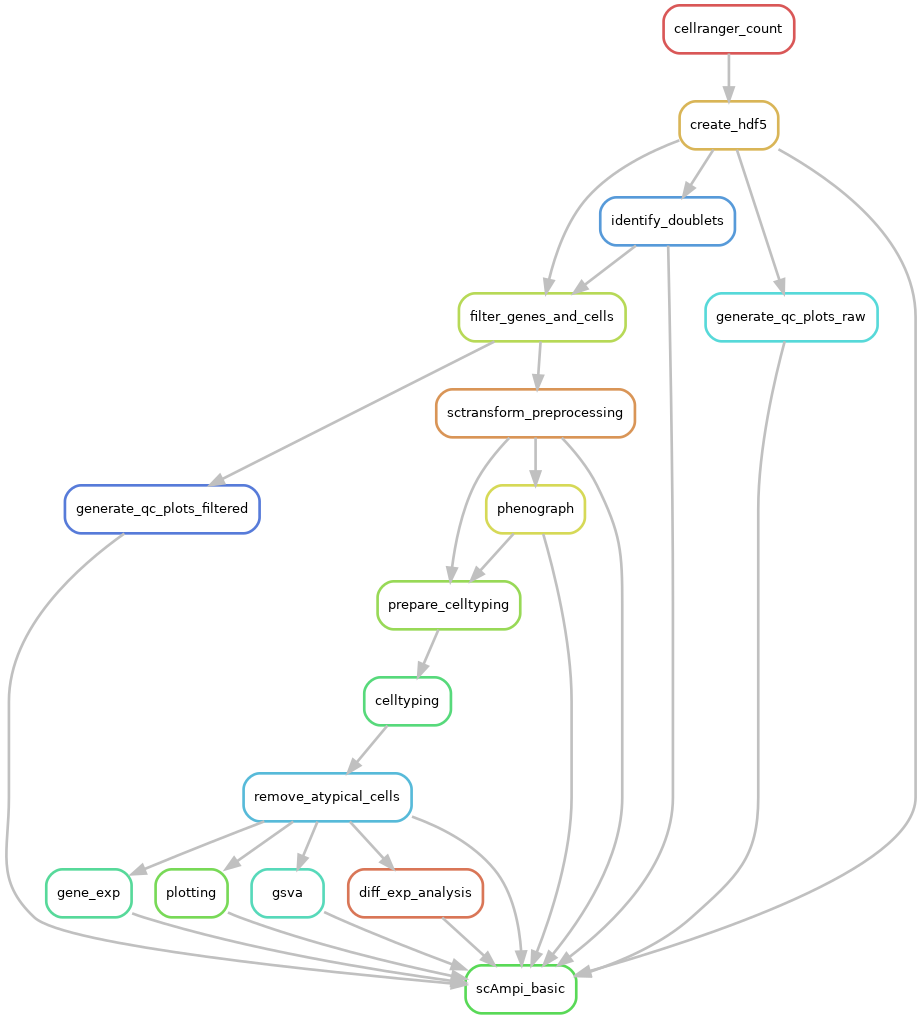 cellranger_count
create_hdf5
identify_doublets
filter_genes_and_cells
generate_qc_plots_raw
sctransform_preprocessing
generate_qc_plots_filtered
phenograph
prepare_celltyping
celltyping
remove_atypical_cells
gene_exp
plotting
gsva
diff_exp_analysis
scAmpi_basic